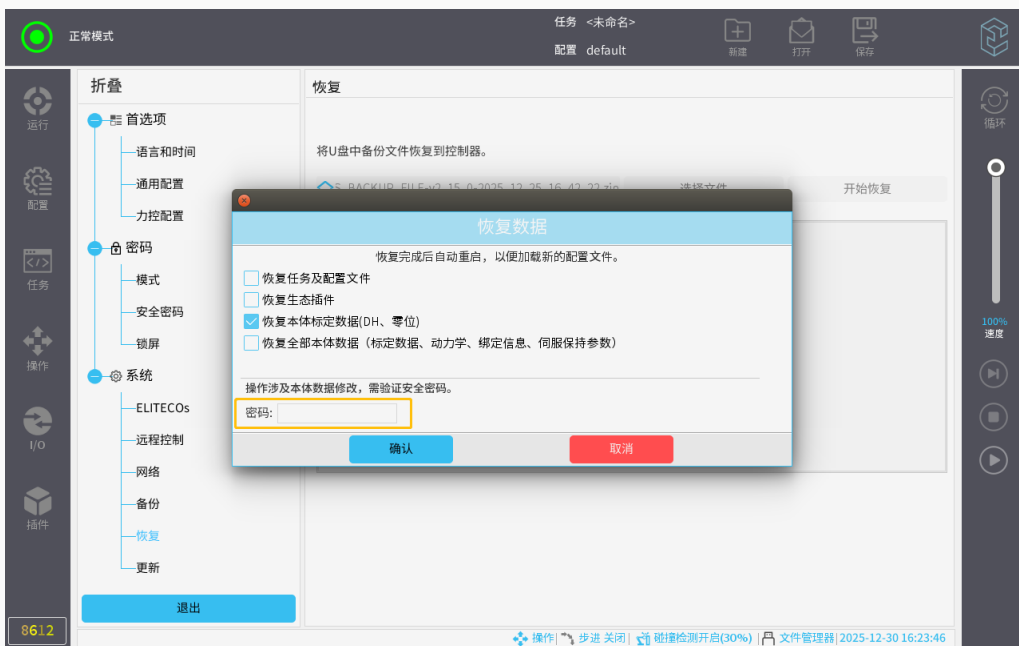 正常模式
任务 <未命名>
配置 default
新建
打开
保存
运行
配置
任务
操作
I/O
插件
8612
折叠
首选项
语言和时间
通用配置
力控配置
密码
模式
安全密码
锁屏
系统
ELITECOs
远程控制
网络
备份
恢复
更新
退出
恢复
将U盘中备份文件恢复到控制器。
S_BACKUP_FILE-v2_15_0-2025_12_25_16_42_22.zip
选择文件
开始恢复
恢复数据
恢复完成后自动重启，以便加载新的配置文件。
恢复任务及配置文件
恢复生态插件
恢复本体标定数据(DH、零位)
恢复全部本体数据（标定数据、动力学、绑定信息、伺服保持参数）
操作涉及本体数据修改，需验证安全密码。
密码:
确认
取消
循环
100%
速度
操作| 步进 关闭| 碰撞检测开启(30%) | 文件管理器| 2025-12-30 16:23:46